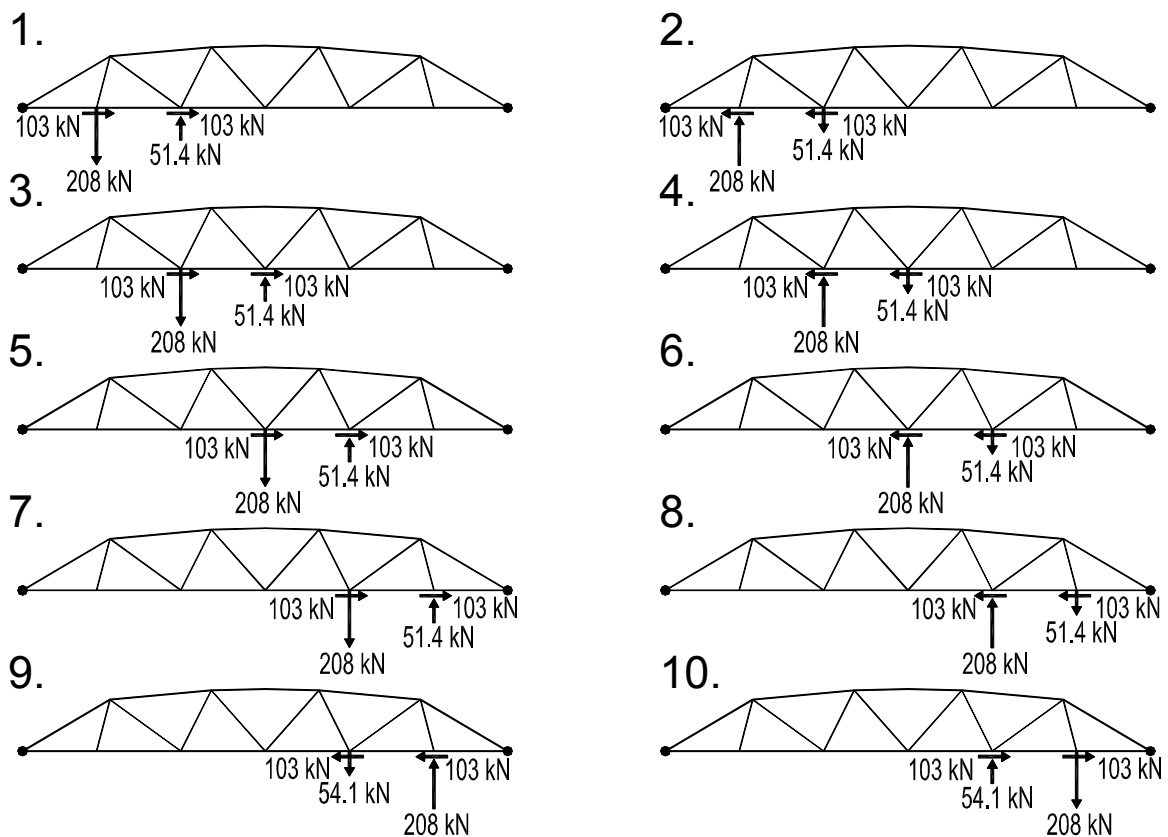 1.
103 kN 103 kN
51.4 kN
208 kN
2.
103 kN 103 kN
51.4 kN
208 kN
3.
103 kN 103 kN
51.4 kN
208 kN
4.
103 kN 103 kN
51.4 kN
208 kN
5.
103 kN 103 kN
51.4 kN
208 kN
6.
103 kN 103 kN
51.4 kN
208 kN
7.
103 kN 103 kN
51.4 kN
208 kN
8.
103 kN 103 kN
51.4 kN
208 kN
9.
103 kN 103 kN
54.1 kN
208 kN
10.
103 kN 103 kN
54.1 kN
208 kN